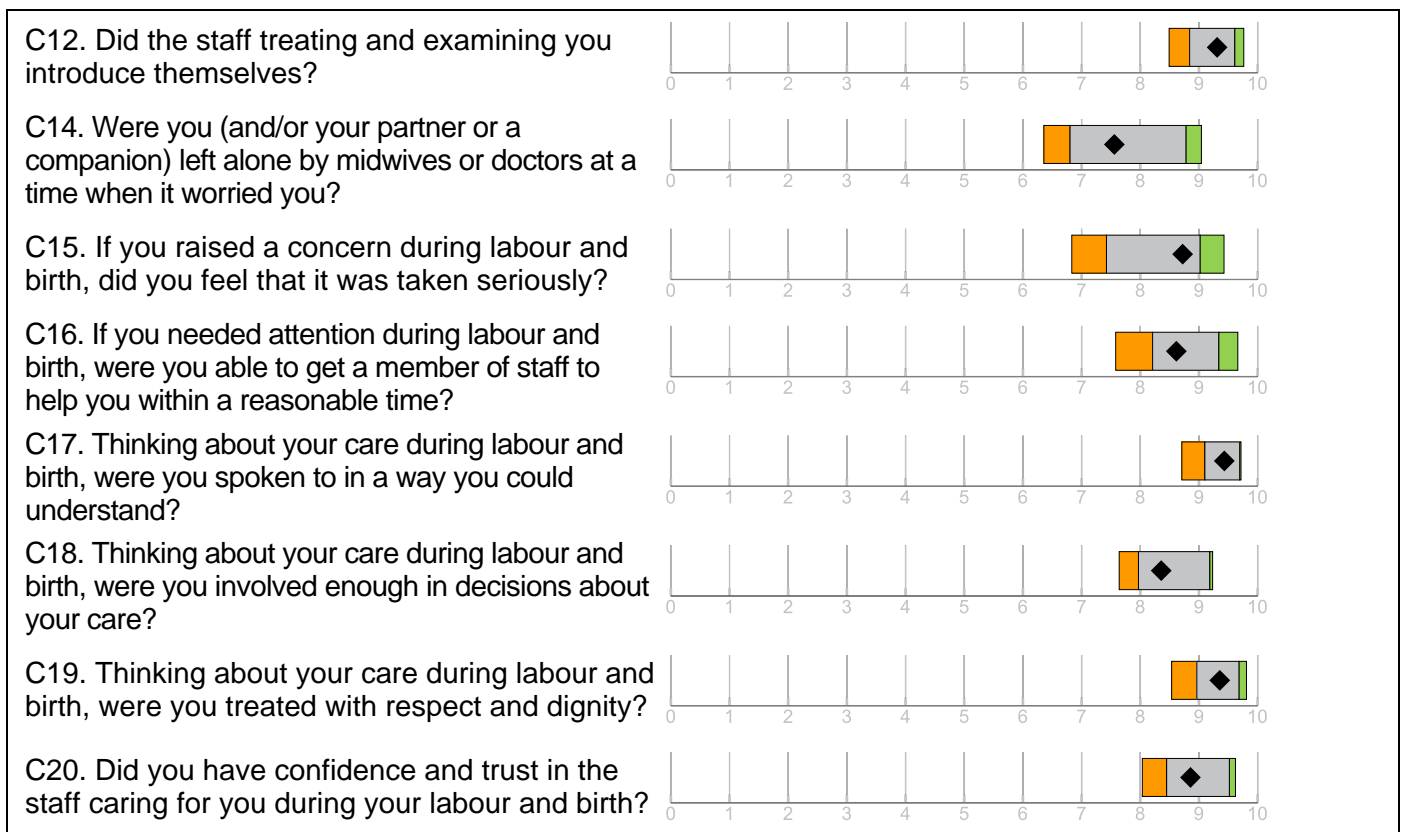 C12. Did the staff treating and examining you
introduce themselves?
0 1 2 3 4 5 6 7 8 9 10
C14. Were you (and/or your partner or a
companion) left alone by midwives or doctors at a
time when it worried you?
0 1 2 3 4 5 6 7 8 9 10
C15. If you raised a concern during labour and
birth, did you feel that it was taken seriously?
0 1 2 3 4 5 6 7 8 9 10
C16. If you needed attention during labour and
birth, were you able to get a member of staff to
help you within a reasonable time?
0 1 2 3 4 5 6 7 8 9 10
C17. Thinking about your care during labour and
birth, were you spoken to in a way you could
understand?
0 1 2 3 4 5 6 7 8 9 10
C18. Thinking about your care during labour and
birth, were you involved enough in decisions about
your care?
0 1 2 3 4 5 6 7 8 9 10
C19. Thinking about your care during labour and
birth, were you treated with respect and dignity?
0 1 2 3 4 5 6 7 8 9 10
C20. Did you have confidence and trust in the
staff caring for you during your labour and birth?
0 1 2 3 4 5 6 7 8 9 10